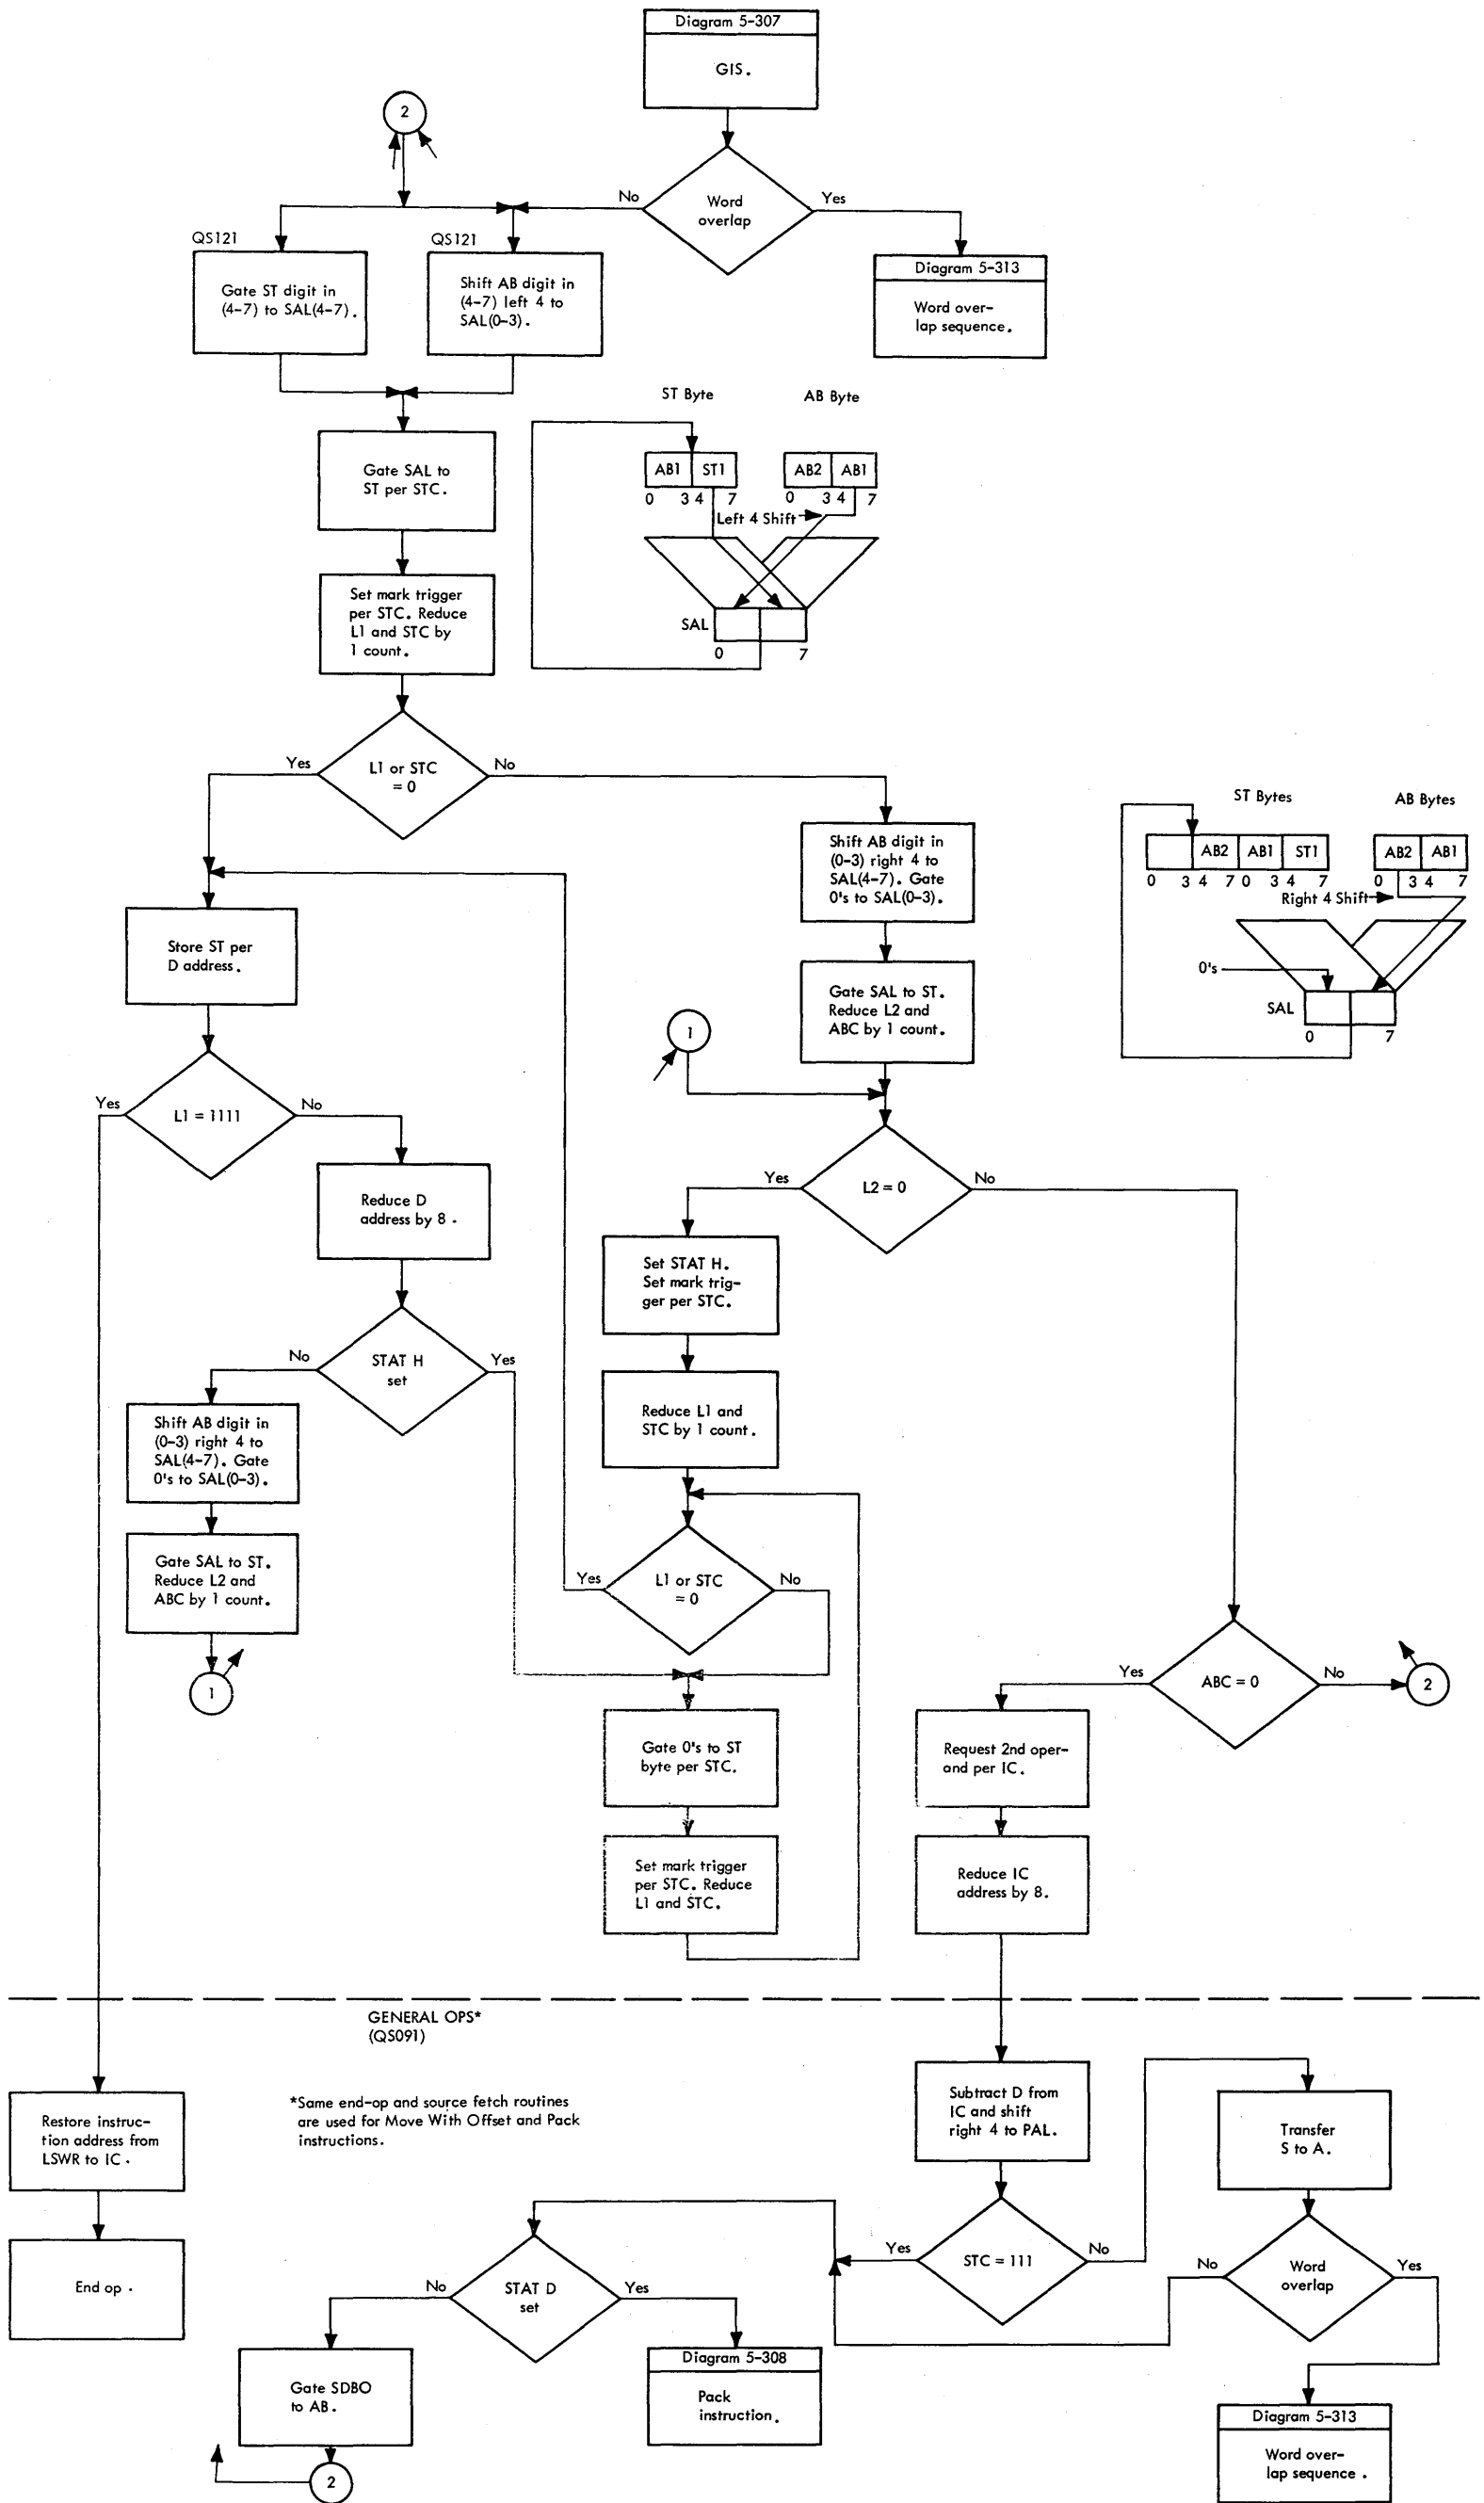 Diagram 5-307
GIS.
2
No
Word
overlap
Yes
QS121
Gate ST digit in
(4-7) to SAL(4-7).
QS121
Shift AB digit in
(4-7) left 4 to
SAL(0-3).
Diagram 5-313
Word over-
lap sequence.
Gate SAL to
ST per STC.
ST Byte
AB Byte
AB1 ST1
AB2 AB1
0 3 4 7
0 3 4 7
Left 4 Shift
SAL
0 7
Set mark trigger
per STC. Reduce
L1 and STC by
1 count.
Yes
L1 or STC
= 0
No
Shift AB digit in
(0-3) right 4 to
SAL(4-7). Gate
0's to SAL(0-3).
ST Bytes
AB Bytes
AB2 AB1 ST1
AB2 AB1
0 3 4 7 0 3 4 7
0 3 4 7
Right 4 Shift
0's
SAL
0 7
Store ST per
D address.
Gate SAL to ST.
Reduce L2 and
ABC by 1 count.
1
Yes
L1 = 1111
No
Reduce D
address by 8 .
Yes
L2 = 0
No
Set STAT H.
Set mark trig-
ger per STC.
No
STAT H
set
Yes
Reduce L1 and
STC by 1 count.
Shift AB digit in
(0-3) right 4 to
SAL(4-7). Gate
0's to SAL(0-3).
Gate SAL to ST.
Reduce L2 and
ABC by 1 count.
1
Yes
L1 or STC
= 0
No
Yes
ABC = 0
No
2
Gate 0's to ST
byte per STC.
Request 2nd oper-
and per IC.
Set mark trigger
per STC. Reduce
L1 and STC.
Reduce IC
address by 8.
GENERAL OPS*
(QS091)
Restore instruc-
tion address from
LSWR to IC .
*Same end-op and source fetch routines
are used for Move With Offset and Pack
instructions.
Subtract D from
IC and shift
right 4 to PAL.
Transfer
S to A.
End op .
Yes
STC = 111
No
No
Word
overlap
Yes
No
STAT D
set
Yes
Gate SDBO
to AB.
2
Diagram 5-308
Pack
instruction.
Diagram 5-313
Word over-
lap sequence .